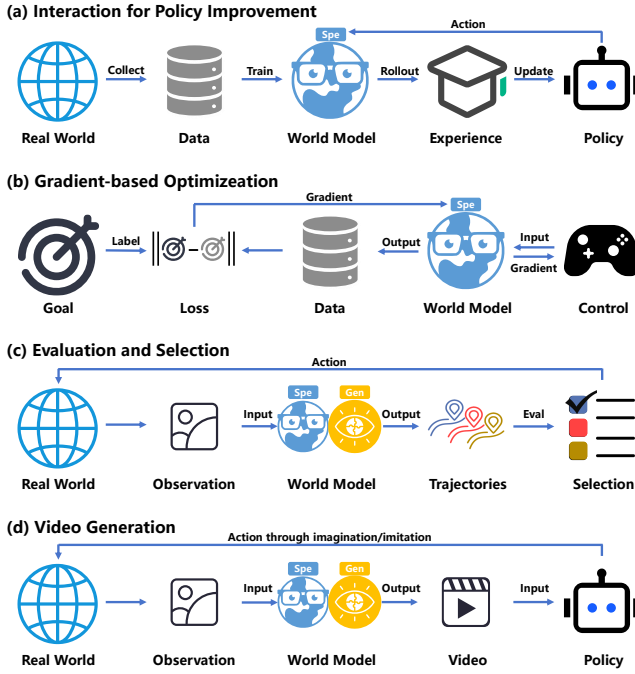 (a) Interaction for Policy Improvement
Action
Spe
Collect
Train
Rollout
Update
Real World
Data
World Model
Experience
Policy
(b) Gradient-based Optimizeation
Gradient
Spe
Label
Output
Input
Gradient
Goal
Loss
Data
World Model
Control
(c) Evaluation and Selection
Action
Spe
Gen
Input
Output
Eval
Real World
Observation
World Model
Trajectories
Selection
(d) Video Generation
Action through imagination/imitation
Spe
Gen
Input
Output
Input
Real World
Observation
World Model
Video
Policy